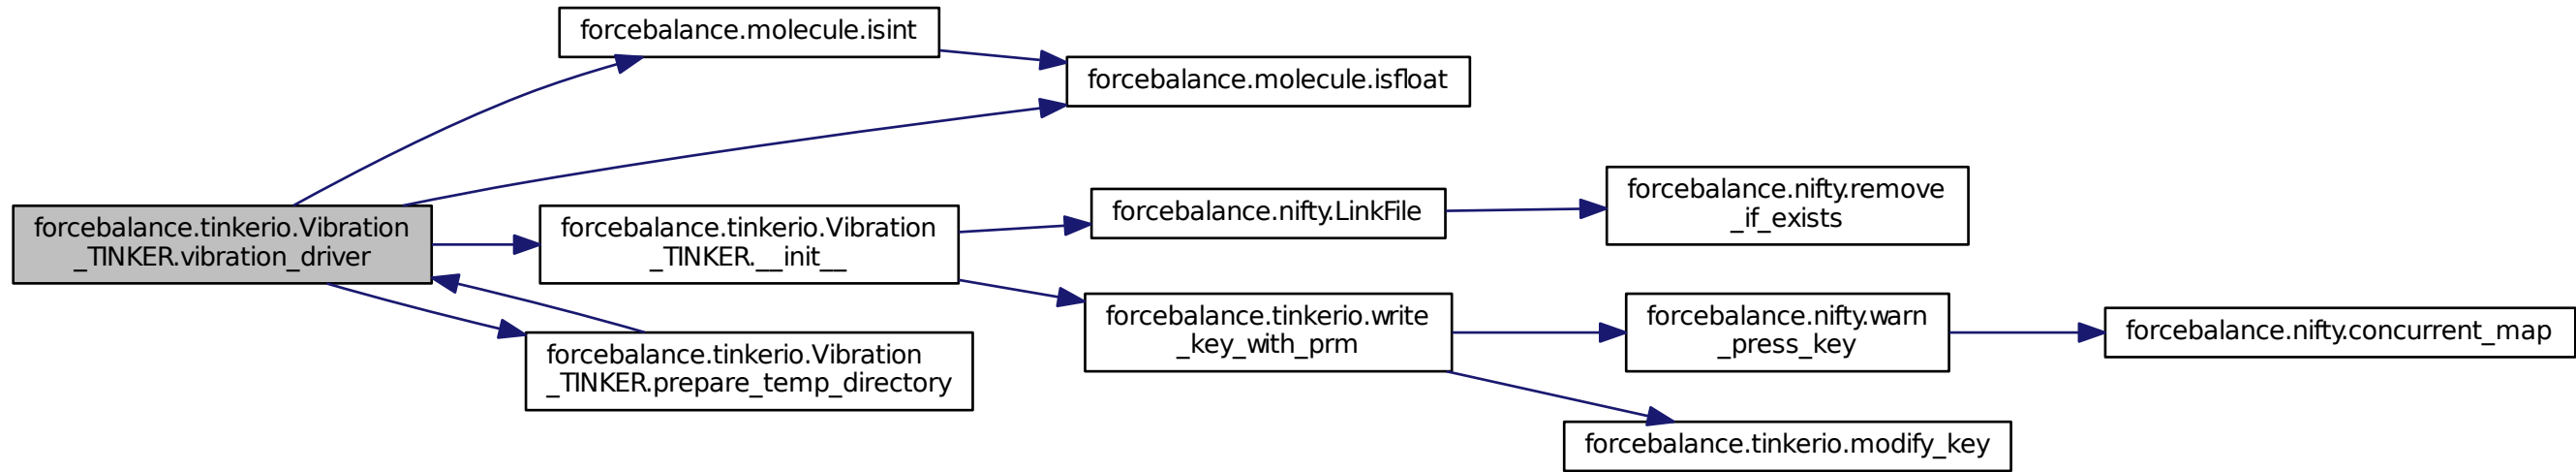 forcebalance.molecule.isint
forcebalance.molecule.isfloat
forcebalance.tinkerio.Vibration
_TINKER.vibration_driver
forcebalance.tinkerio.Vibration
_TINKER.__init__
forcebalance.nifty.LinkFile
forcebalance.nifty.remove
_if_exists
forcebalance.tinkerio.write
_key_with_prm
forcebalance.nifty.warn
_press_key
forcebalance.nifty.concurrent_map
forcebalance.tinkerio.Vibration
_TINKER.prepare_temp_directory
forcebalance.tinkerio.modify_key